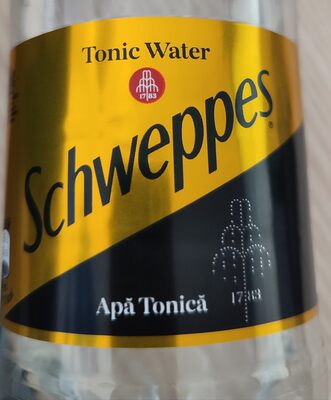 Tonic Water
1783
Schweppes®
Apă Tonică
1783